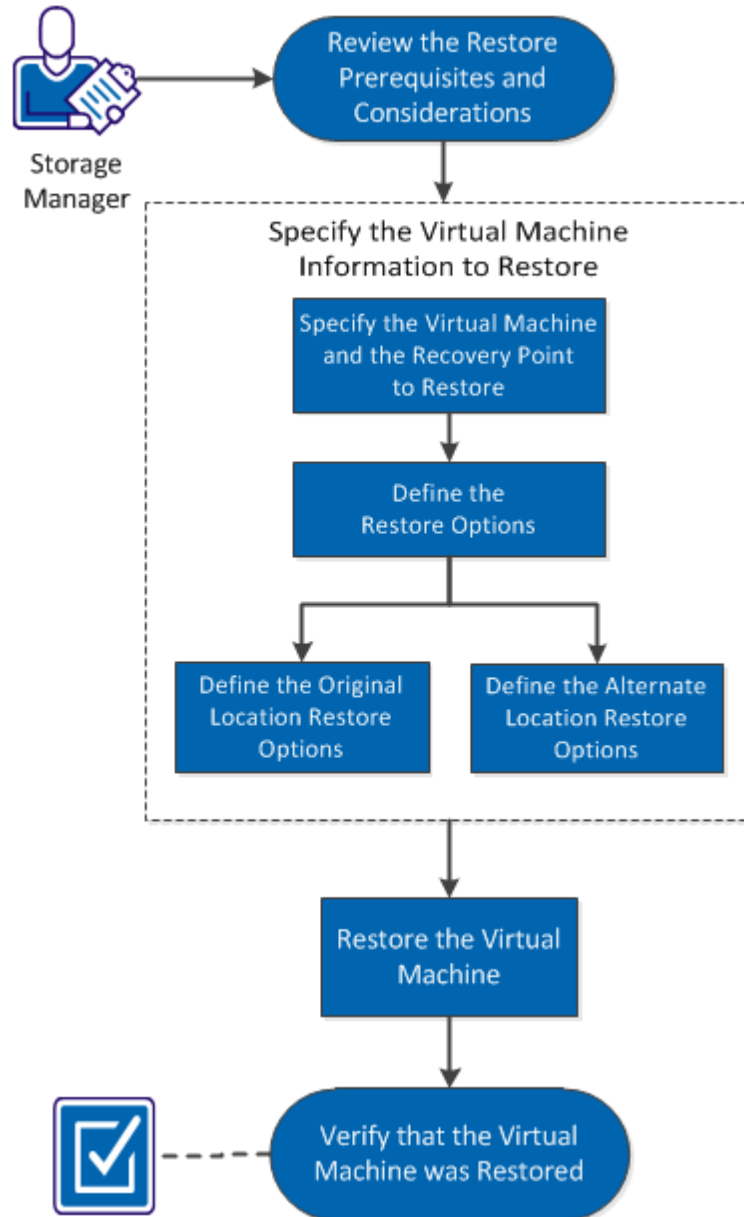 Review the Restore
Prerequisites and
Considerations
Storage
Manager
Specify the Virtual Machine
Information to Restore
Specify the Virtual Machine
and the Recovery Point
to Restore
Define the
Restore Options
Define the Original
Location Restore
Options
Define the Alternate
Location Restore
Options
Restore the Virtual
Machine
Verify that the Virtual
Machine was Restored